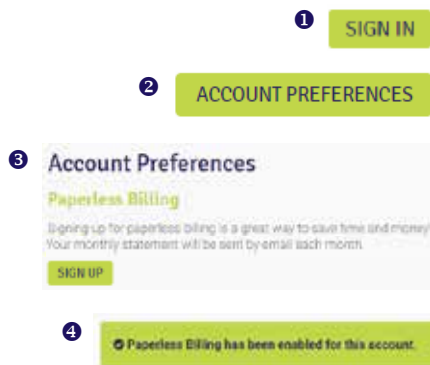 ❶ SIGN IN
❷ ACCOUNT PREFERENCES
❸ Account Preferences
Paperless Billing
Signing up for paperless billing is a great way to save time and money!
Your monthly statement will be sent by email each month.
SIGN UP
❹ Paperless Billing has been enabled for this account.